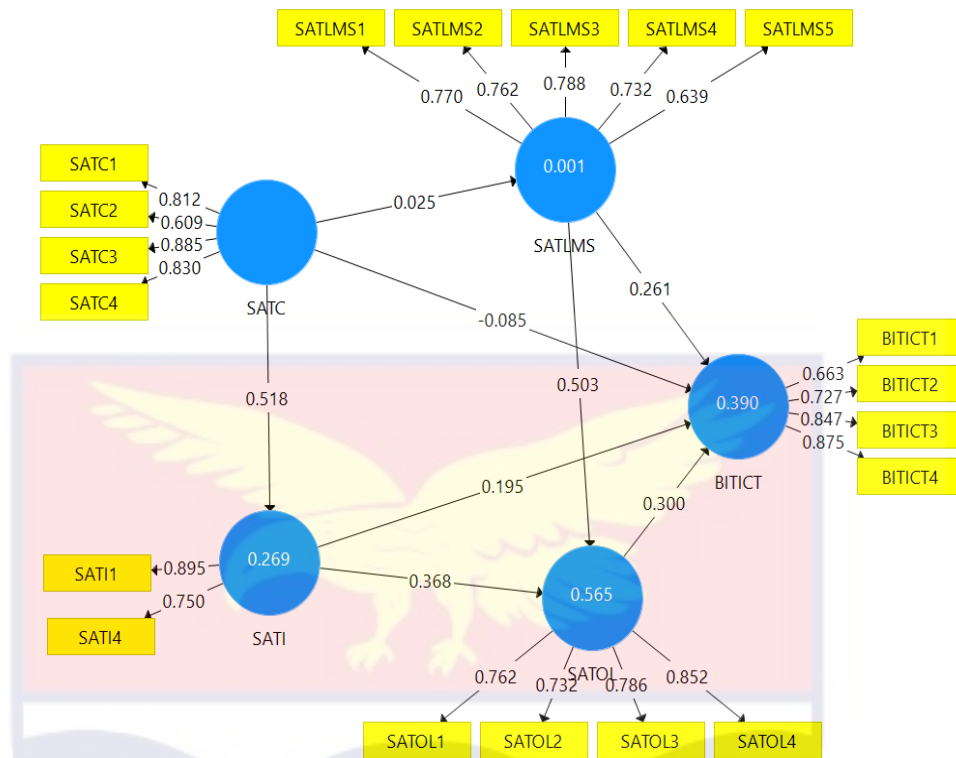 SATLMS1 SATLMS2 SATLMS3 SATLMS4 SATLMS5
0.770 0.762 0.788 0.732 0.639
SATC1
SATC2
SATC3
SATC4
0.812
0.609
0.885
0.830
SATC
0.025
0.001
SATLMS
0.261
-0.085
0.518
0.503
BITICT1
BITICT2
BITICT3
BITICT4
0.663
0.727
0.847
0.875
0.390
BITICT
0.195
0.300
SATI1
SATI4
0.895
0.750
0.269
SATI
0.368
0.565
SATOL
0.762 0.732 0.786 0.852
SATOL1 SATOL2 SATOL3 SATOL4